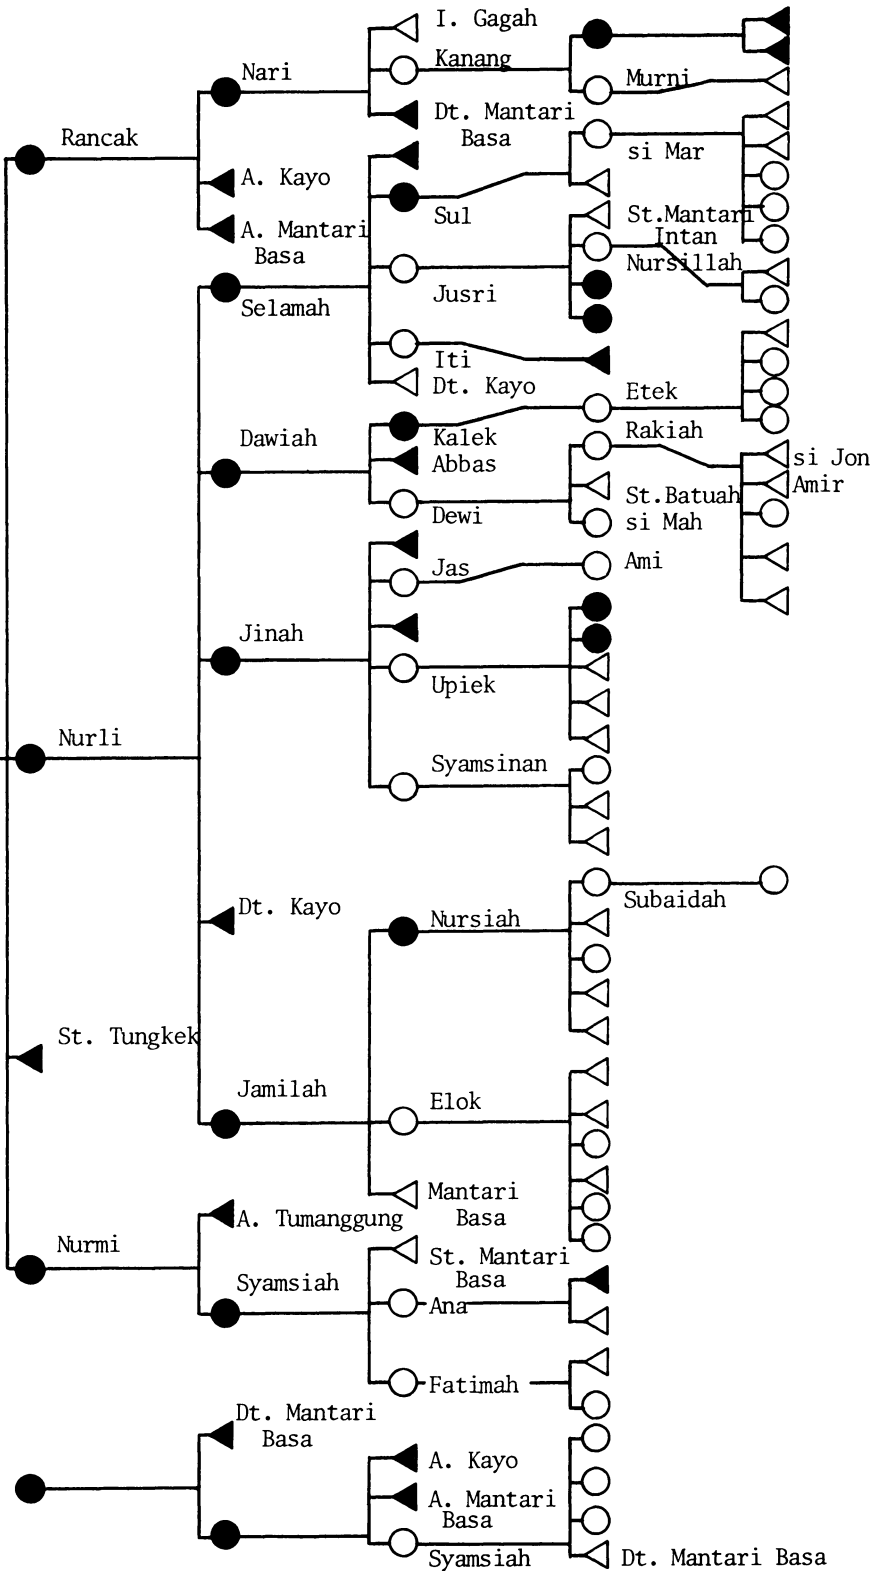 I. Gagah
Kanang
Nari
Murni
Dt. Mantari
Basa
Rancak
si Mar
A. Kayo
Sul
St.Mantari
A. Mantari
Basa
Intan
Nursillah
Jusri
Selamah
Iti
Dt. Kayo
Etek
Rakiah
Dawiah
Kalek
Abbas
si Jon
Amir
St.Batuah
Dewi
si Mah
Jas
Ami
Jinah
Upiek
Nurli
Syamsinan
Subaidah
Dt. Kayo
Nursiah
St. Tungkek
Jamilah
Elok
Mantari
Basa
A. Tumanggung
Nurmi
St. Mantari
Basa
Syamsiah
Ana
Fatimah
Dt. Mantari
Basa
A. Kayo
A. Mantari
Basa
Syamsiah
Dt. Mantari Basa